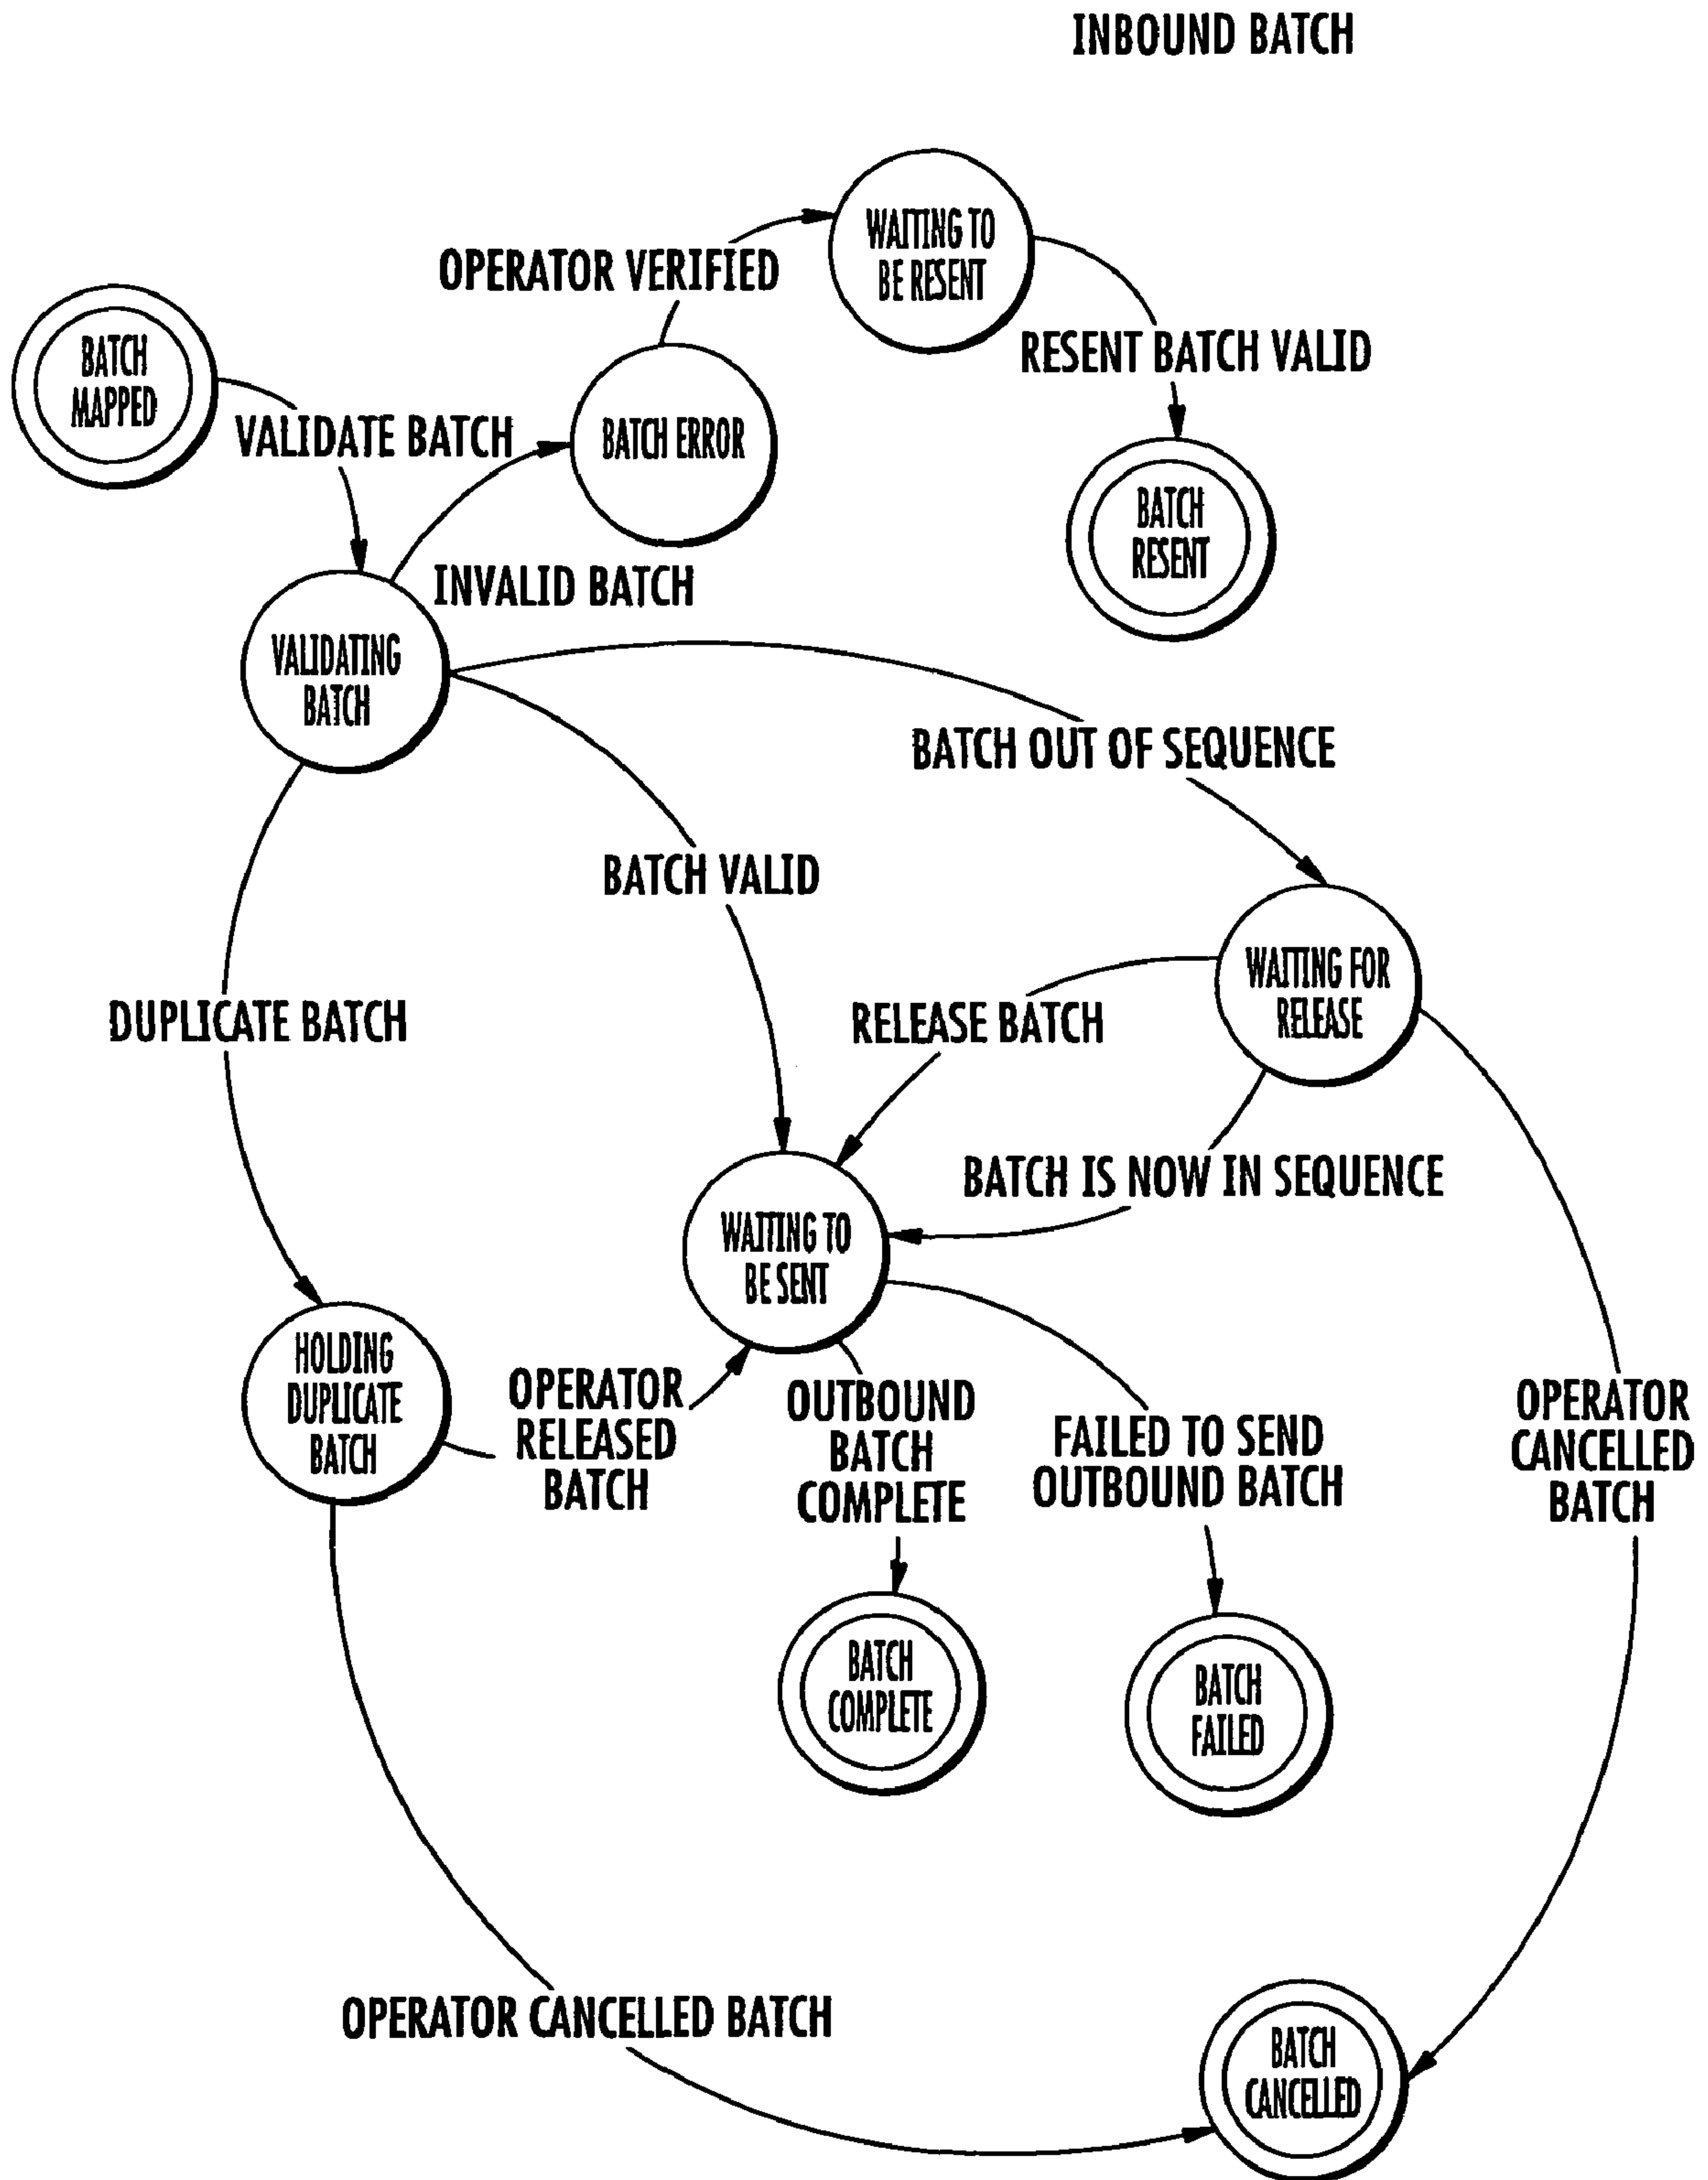 INBOUND BATCH
WAITING TO
BE RESENT
OPERATOR VERIFIED
BATCH
MAPPED
RESENT BATCH VALID
VALIDATE BATCH
BATCH ERROR
BATCH
RESENT
INVALID BATCH
VALIDATING
BATCH
BATCH OUT OF SEQUENCE
BATCH VALID
WAITING FOR
RELEASE
DUPLICATE BATCH
RELEASE BATCH
BATCH IS NOW IN SEQUENCE
WAITING TO
BE SENT
HOLDING
DUPLICATE
BATCH
OPERATOR
RELEASED
BATCH
OUTBOUND
BATCH
COMPLETE
FAILED TO SEND
OUTBOUND BATCH
OPERATOR
CANCELLED
BATCH
BATCH
COMPLETE
BATCH
FAILED
OPERATOR CANCELLED BATCH
BATCH
CANCELLED